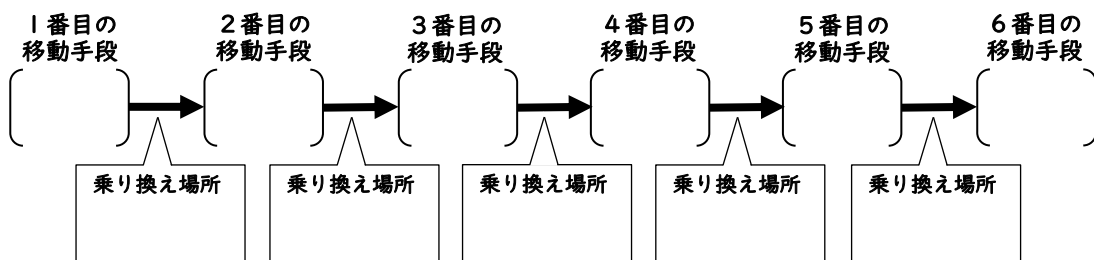 1番目の
移動手段
2番目の
移動手段
3番目の
移動手段
4番目の
移動手段
5番目の
移動手段
6番目の
移動手段
乗り換え場所
乗り換え場所
乗り換え場所
乗り換え場所
乗り換え場所